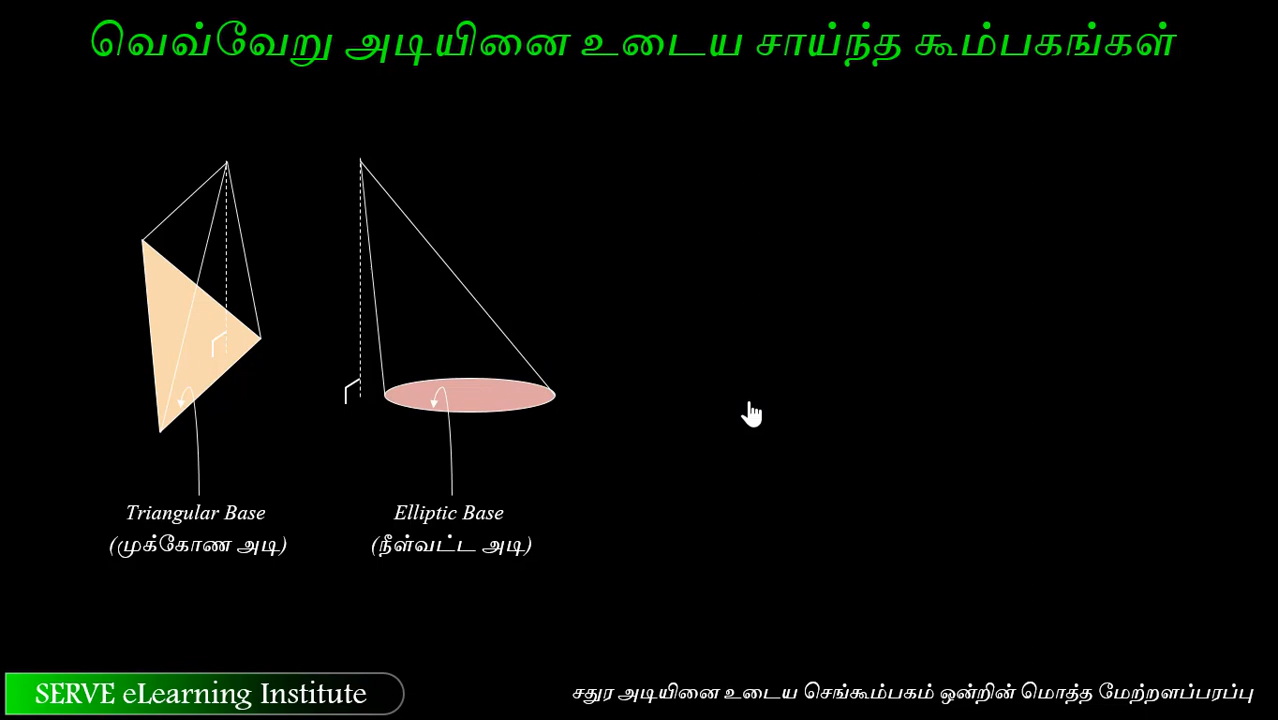 வெவ்வேறு அடியினை உடைய சாய்ந்த கூம்பகங்கள்
Triangular Base
(முக்கோண அடி)
Elliptic Base
(நீள்வட்ட அடி)
SERVE eLearning Institute
சதுர அடியினை உடைய செங்கூம்பகம் ஒன்றின் மொத்த மேற்றளப்பரப்பு